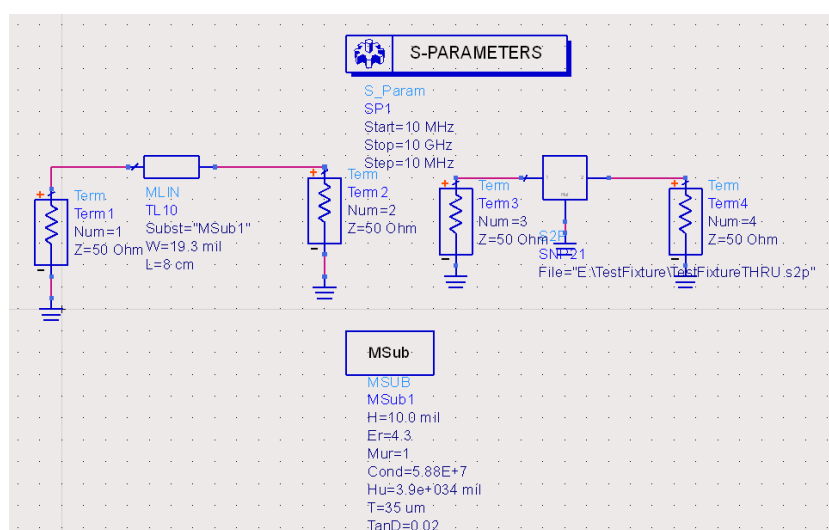 S-PARAMETERS
S_Param
SP1
Start=10 MHz
Stop=10 GHz
Step=10 MHz
Term
Term1
Num=1
Z=50 Ohm
MLIN
TL10
Subst="MSub1"
W=19.3 mil
L=8 cm
Term
Term2
Num=2
Z=50 Ohm
Term
Term3
Num=3
Z=50 Ohm
1
2
Ref
S2P
SNP21
File="E:\TestFixture\TestFixtureTHRU.s2p"
Term
Term4
Num=4
Z=50 Ohm
MSub
MSUB
MSub1
H=10.0 mil
Er=4.3
Mur=1
Cond=5.88E+7
Hu=3.9e+034 mil
T=35 um
TanD=0.02